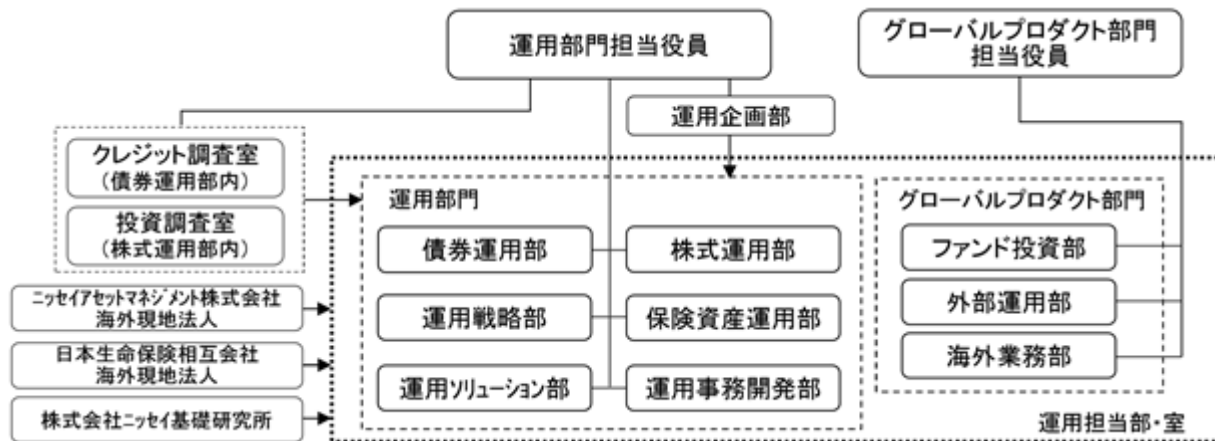 運用部門担当役員
グローバルプロダクト部門
担当役員
運用企画部
クレジット調査室
(債券運用部内)
投資調査室
(株式運用部内)
運用部門
債券運用部
株式運用部
運用戦略部
保険資産運用部
運用ソリューション部
運用事務開発部
グローバルプロダクト部門
ファンド投資部
外部運用部
海外業務部
ニッセイアセットマネジメント株式会社
海外現地法人
日本生命保険相互会社
海外現地法人
株式会社ニッセイ基礎研究所
運用担当部・室